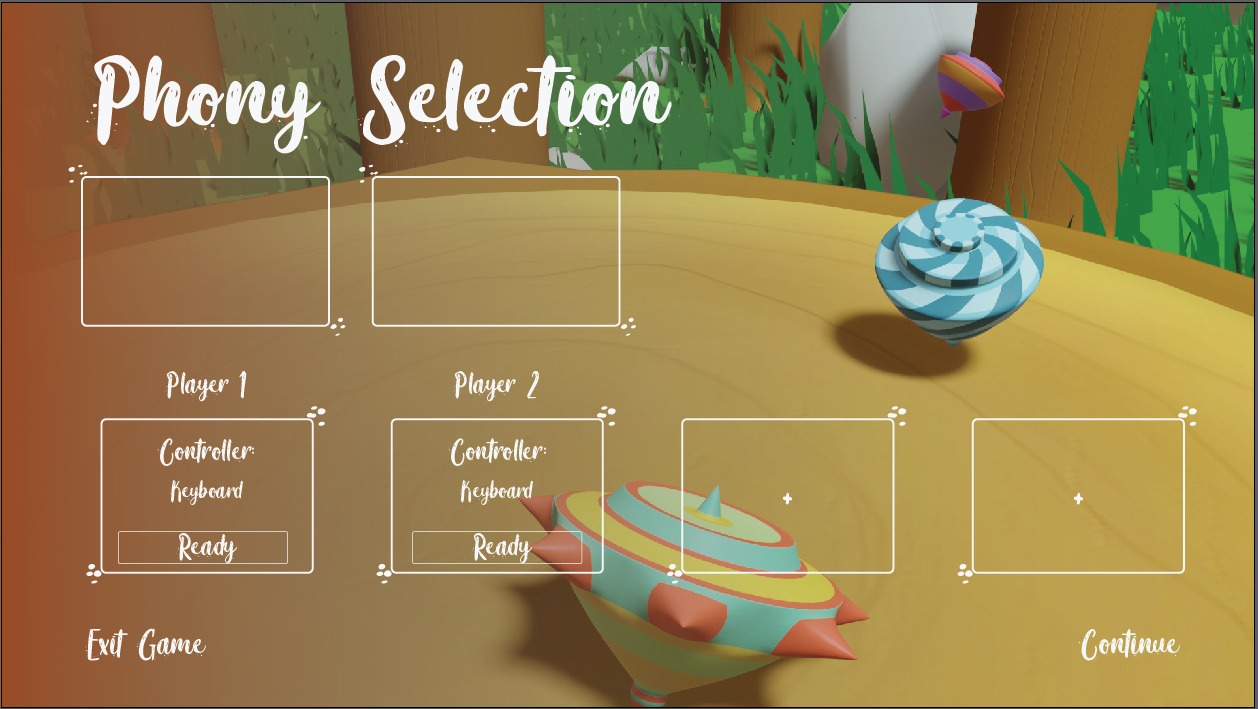 Phony Selection
Player 1
Player 2
Controller:
Keyboard
Ready
Controller:
Keyboard
Ready
+
+
Exit Game
Continue